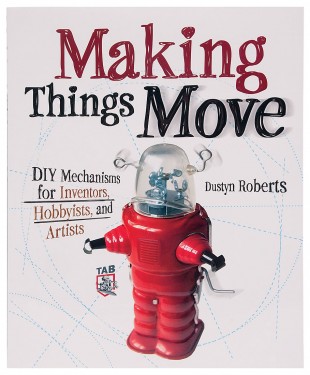 Making
Things Move
DIY Mechanisms
for Inventors,
Hobbyists, and
Artists
Dustyn Roberts
TAB